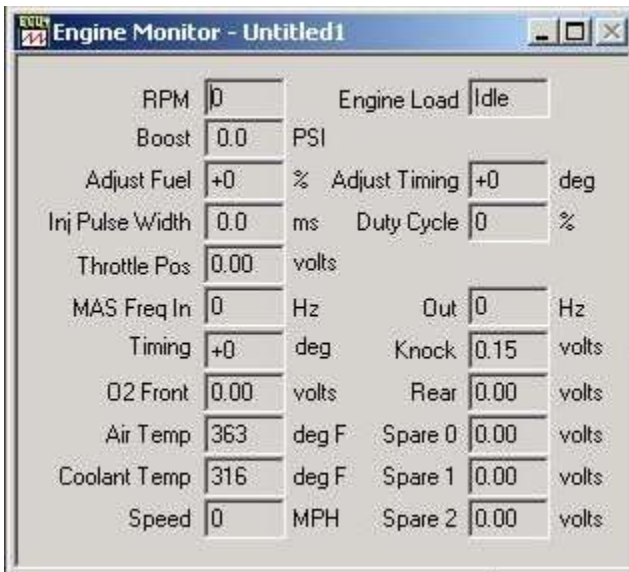 Engine Monitor - Untitled1
RPM 0 Engine Load Idle
Boost 0.0 PSI
Adjust Fuel +0 % Adjust Timing +0 deg
Inj Pulse Width 0.0 ms Duty Cycle 0 %
Throttle Pos 0.00 volts
MAS Freq In 0 Hz Out 0 Hz
Timing +0 deg Knock 0.15 volts
O2 Front 0.00 volts Rear 0.00 volts
Air Temp 363 deg F Spare 0 0.00 volts
Coolant Temp 316 deg F Spare 1 0.00 volts
Speed 0 MPH Spare 2 0.00 volts